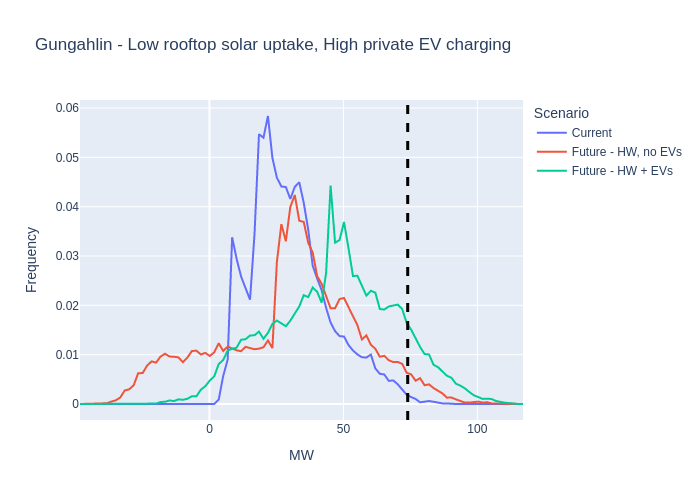 Gungahlin - Low rooftop solar uptake, High private EV charging
Scenario
Current
Future - HW, no EVs
Future - HW + EVs
Frequency
0.06
0.05
0.04
0.03
0.02
0.01
0
0 50 100
MW